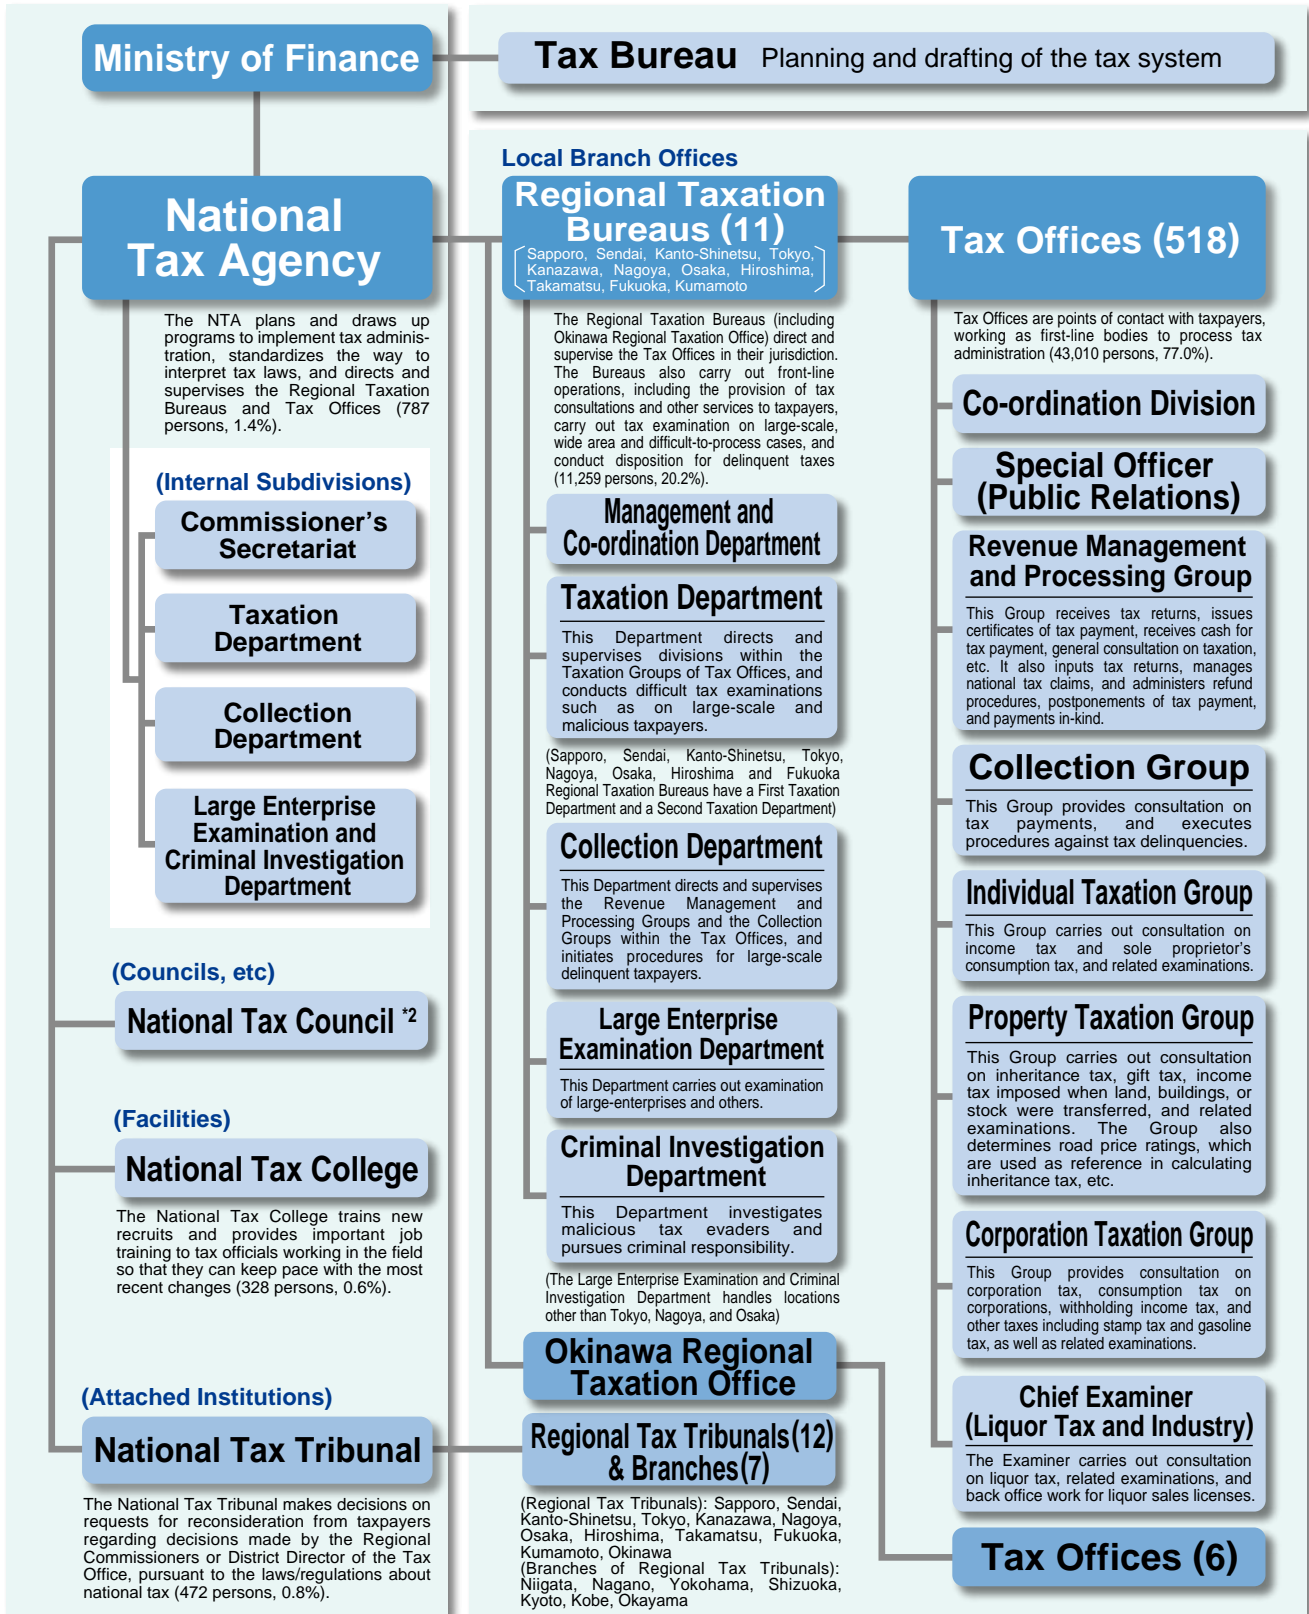 Ministry of Finance
Tax Bureau Planning and drafting of the tax system
National
Tax Agency
The NTA plans and draws up
programs to implement tax adminis-
tration, standardizes the way to
interpret tax laws, and directs and
supervises the Regional Taxation
Bureaus and Tax Offices (787
persons, 1.4%).
(Internal Subdivisions)
Commissioner's
Secretariat
Taxation
Department
Collection
Department
Large Enterprise
Examination and
Criminal Investigation
Department
(Councils, etc)
National Tax Council *2
(Facilities)
National Tax College
The National Tax College trains new
recruits and provides important job
training to tax officials working in the field
so that they can keep pace with the most
recent changes (328 persons, 0.6%).
(Attached Institutions)
National Tax Tribunal
The National Tax Tribunal makes decisions on
requests for reconsideration from taxpayers
regarding decisions made by the Regional
Commissioners or District Director of the Tax
Office, pursuant to the laws/regulations about
national tax (472 persons, 0.8%).
Local Branch Offices
Regional Taxation
Bureaus (11)
Sapporo, Sendai, Kanto-Shinetsu, Tokyo,
Kanazawa, Nagoya, Osaka, Hiroshima,
Takamatsu, Fukuoka, Kumamoto
The Regional Taxation Bureaus (including
Okinawa Regional Taxation Office) direct and
supervise the Tax Offices in their jurisdiction.
The Bureaus also carry out front-line
operations, including the provision of tax
consultations and other services to taxpayers,
carry out tax examination on large-scale,
wide area and difficult-to-process cases, and
conduct disposition for delinquent taxes
(11,259 persons, 20.2%).
Management and
Co-ordination Department
Taxation Department
This Department directs and
supervises divisions within the
Taxation Groups of Tax Offices, and
conducts difficult tax examinations
such as on large-scale and
malicious taxpayers.
(Sapporo, Sendai, Kanto-Shinetsu, Tokyo,
Nagoya, Osaka, Hiroshima and Fukuoka
Regional Taxation Bureaus have a First Taxation
Department and a Second Taxation Department)
Collection Department
This Department directs and supervises
the Revenue Management and
Processing Groups and the Collection
Groups within the Tax Offices, and
initiates procedures for large-scale
delinquent taxpayers.
Large Enterprise
Examination Department
This Department carries out examination
of large-enterprises and others.
Criminal Investigation
Department
This Department investigates
malicious tax evaders and
pursues criminal responsibility.
(The Large Enterprise Examination and Criminal
Investigation Department handles locations
other than Tokyo, Nagoya, and Osaka)
Okinawa Regional
Taxation Office
Regional Tax Tribunals (12)
& Branches (7)
(Regional Tax Tribunals): Sapporo, Sendai,
Kanto-Shinetsu, Tokyo, Kanazawa, Nagoya,
Osaka, Hiroshima, Takamatsu, Fukuoka,
Kumamoto, Okinawa
(Branches of Regional Tax Tribunals):
Niigata, Nagano, Yokohama, Shizuoka,
Kyoto, Kobe, Okayama
Tax Offices (518)
Tax Offices are points of contact with taxpayers,
working as first-line bodies to process tax
administration (43,010 persons, 77.0%).
Co-ordination Division
Special Officer
(Public Relations)
Revenue Management
and Processing Group
This Group receives tax returns, issues
certificates of tax payment, receives cash for
tax payment, general consultation on taxation,
etc. It also inputs tax returns, manages
national tax claims, and administers refund
procedures, postponements of tax payment,
and payments in-kind.
Collection Group
This Group provides consultation on
tax payments, and executes
procedures against tax delinquencies.
Individual Taxation Group
This Group carries out consultation on
income tax and sole proprietor's
consumption tax, and related examinations.
Property Taxation Group
This Group carries out consultation
on inheritance tax, gift tax, income
tax imposed when land, buildings, or
stock were transferred, and related
examinations. The Group also
determines road price ratings, which
are used as reference in calculating
inheritance tax, etc.
Corporation Taxation Group
This Group provides consultation on
corporation tax, consumption tax on
corporations, withholding income tax, and
other taxes including stamp tax and gasoline
tax, as well as related examinations.
Chief Examiner
(Liquor Tax and Industry)
The Examiner carries out consultation
on liquor tax, related examinations, and
back office work for liquor sales licenses.
Tax Offices (6)